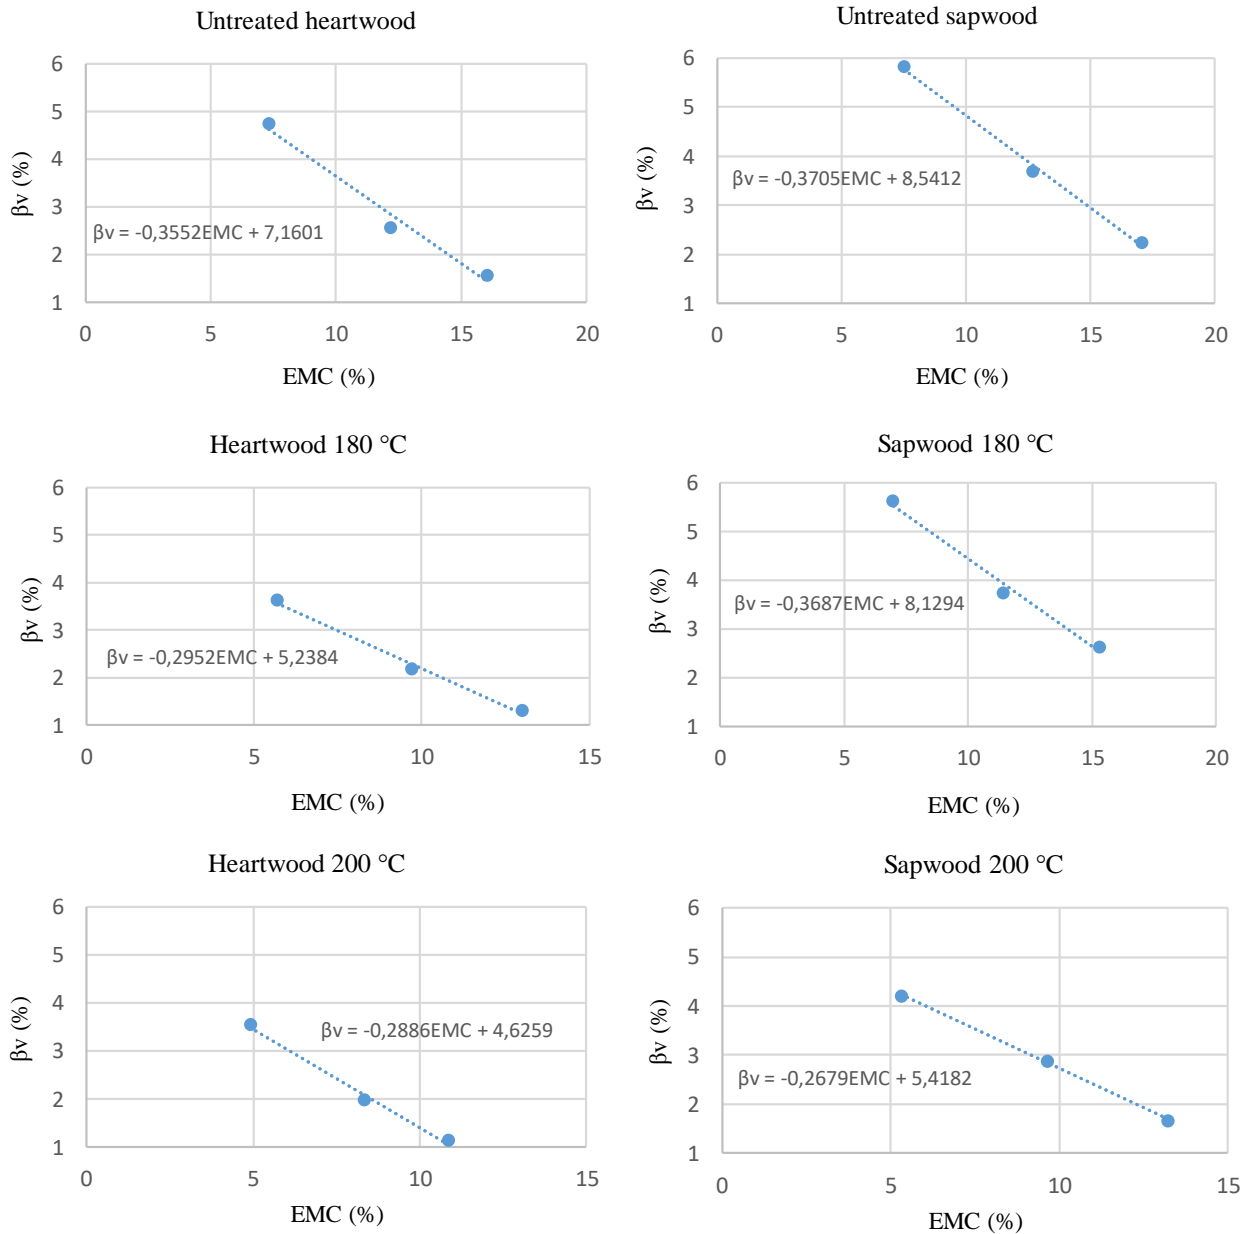 Untreated heartwood
6
5
4
3
2
1
0 5 10 15 20
βv (%)
βv = -0,3552EMC + 7,1601
EMC (%)
Untreated sapwood
6
5
4
3
2
1
0 5 10 15 20
βv (%)
βv = -0,3705EMC + 8,5412
EMC (%)
Heartwood 180 °C
6
5
4
3
2
1
0 5 10 15
βv (%)
βv = -0,2952EMC + 5,2384
EMC (%)
Sapwood 180 °C
6
5
4
3
2
1
0 5 10 15 20
βv (%)
βv = -0,3687EMC + 8,1294
EMC (%)
Heartwood 200 °C
6
5
4
3
2
1
0 5 10 15
βv (%)
βv = -0,2886EMC + 4,6259
EMC (%)
Sapwood 200 °C
6
5
4
3
2
1
0 5 10 15
βv (%)
βv = -0,2679EMC + 5,4182
EMC (%)